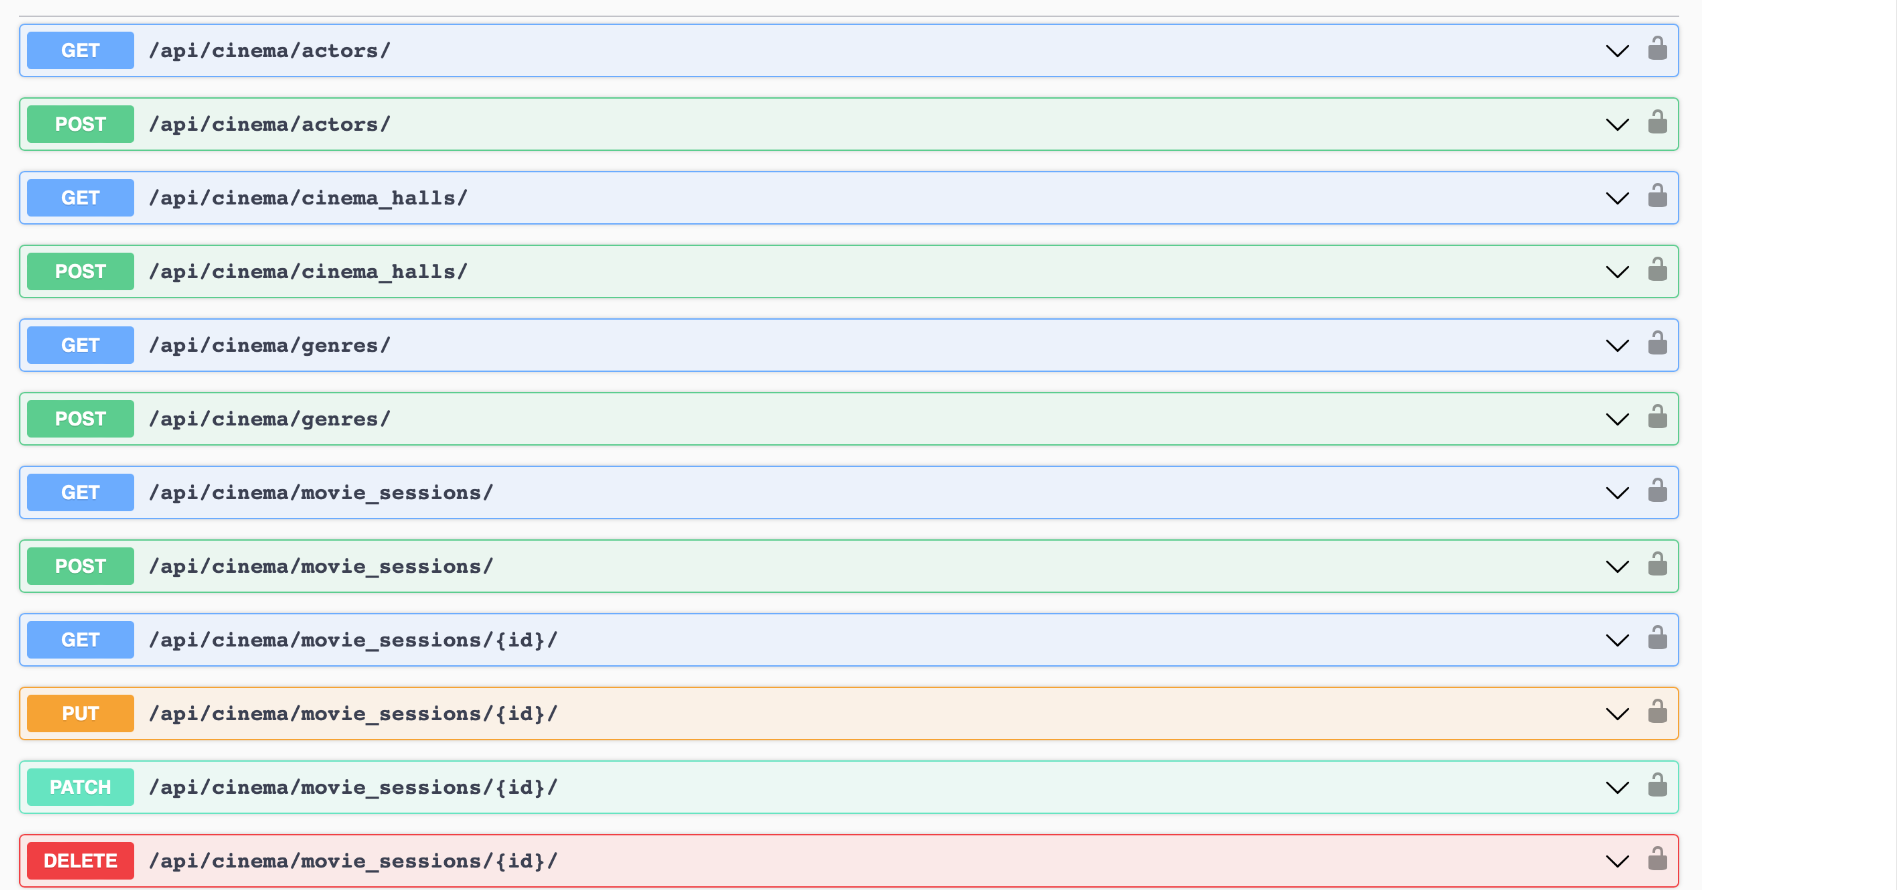 GET /api/cinema/actors/
POST /api/cinema/actors/
GET /api/cinema/cinema_halls/
POST /api/cinema/cinema_halls/
GET /api/cinema/genres/
POST /api/cinema/genres/
GET /api/cinema/movie_sessions/
POST /api/cinema/movie_sessions/
GET /api/cinema/movie_sessions/{id}/
PUT /api/cinema/movie_sessions/{id}/
PATCH /api/cinema/movie_sessions/{id}/
DELETE /api/cinema/movie_sessions/{id}/